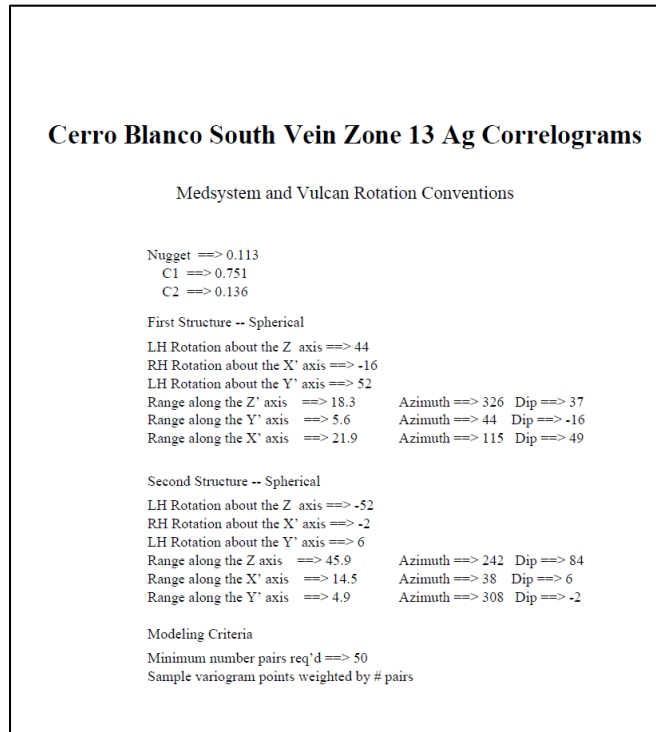 Cerro Blanco South Vein Zone 13 Ag Correlograms
Medsystem and Vulcan Rotation Conventions
Nugget ==> 0.113
C1 ==> 0.751
C2 ==> 0.136
First Structure -- Spherical
LH Rotation about the Z axis ==> 44
RH Rotation about the X' axis ==> -16
LH Rotation about the Y' axis ==> 52
Range along the Z' axis ==> 18.3 Azimuth ==> 326 Dip ==> 37
Range along the Y' axis ==> 5.6 Azimuth ==> 44 Dip ==> -16
Range along the X' axis ==> 21.9 Azimuth ==> 115 Dip ==> 49
Second Structure -- Spherical
LH Rotation about the Z axis ==> -52
RH Rotation about the X' axis ==> -2
LH Rotation about the Y' axis ==> 6
Range along the Z axis ==> 45.9 Azimuth ==> 242 Dip ==> 84
Range along the X' axis ==> 14.5 Azimuth ==> 38 Dip ==> 6
Range along the Y' axis ==> 4.9 Azimuth ==> 308 Dip ==> -2
Modeling Criteria
Minimum number pairs req'd ==> 50
Sample variogram points weighted by # pairs